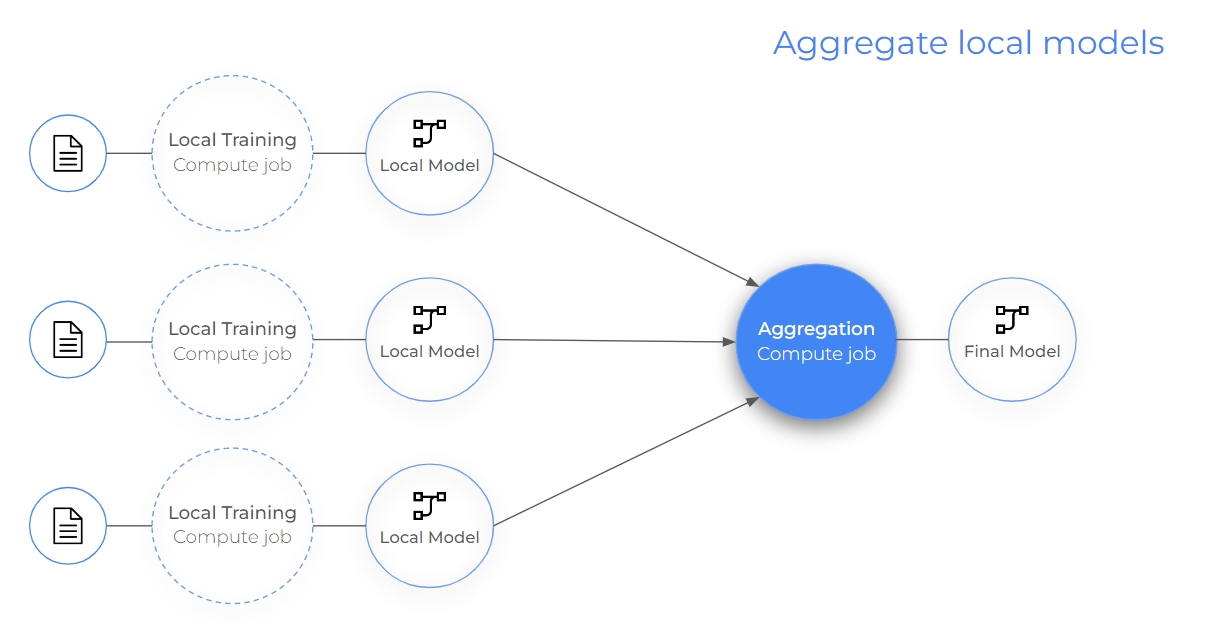 Aggregate local models
Local Training
Compute job
Local Model
Local Training
Compute job
Local Model
Aggregation
Compute job
Final Model
Local Training
Compute job
Local Model